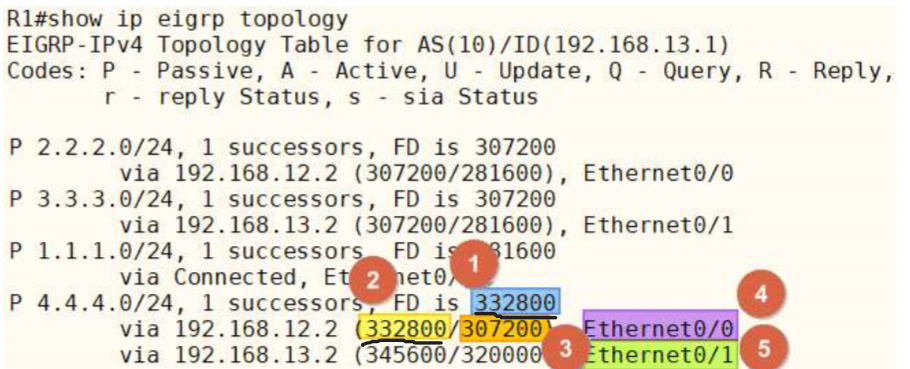 R1#show ip eigrp topology
EIGRP-IPv4 Topology Table for AS(10)/ID(192.168.13.1)
Codes: P - Passive, A - Active, U - Update, Q - Query, R - Reply,
r - reply Status, s - sia Status
P 2.2.2.0/24, 1 successors, FD is 307200
via 192.168.12.2 (307200/281600), Ethernet0/0
P 3.3.3.0/24, 1 successors, FD is 307200
via 192.168.13.2 (307200/281600), Ethernet0/1
P 1.1.1.0/24, 1 successors, FD is 1 31600
via Connected, Et 2 net0/
P 4.4.4.0/24, 1 successors, FD is 332800 4
via 192.168.12.2 (332800/307200) Ethernet0/0
via 192.168.13.2 (345600/320000 3 Ethernet0/1 5